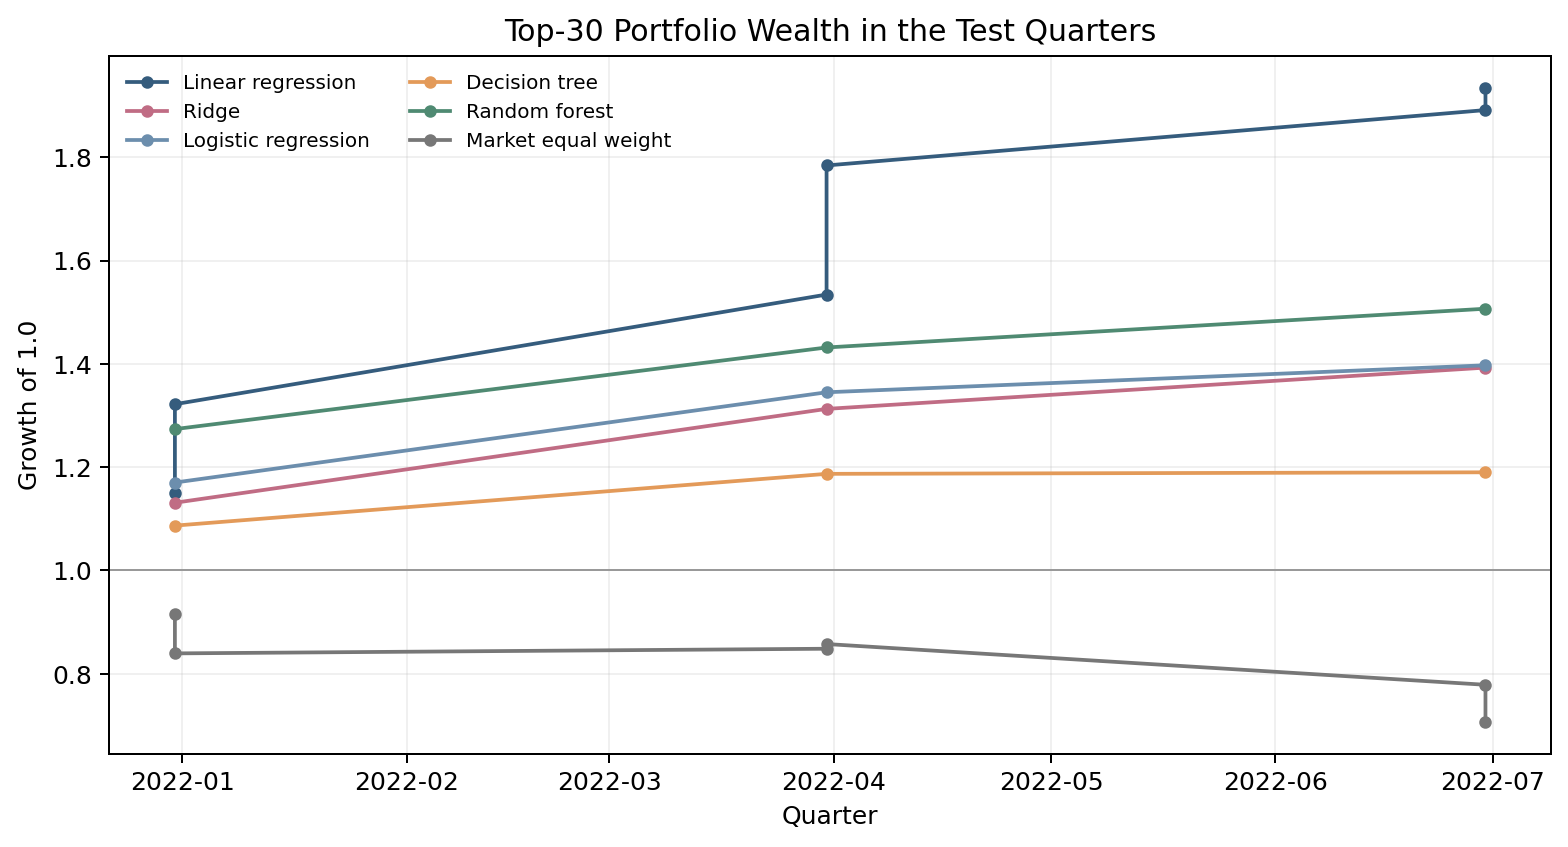 Top-30 Portfolio Wealth in the Test Quarters
Linear regression
Ridge
Logistic regression
Decision tree
Random forest
Market equal weight
Growth of 1.0
1.8
1.6
1.4
1.2
1.0
0.8
2022-01
2022-02
2022-03
2022-04
2022-05
2022-06
2022-07
Quarter